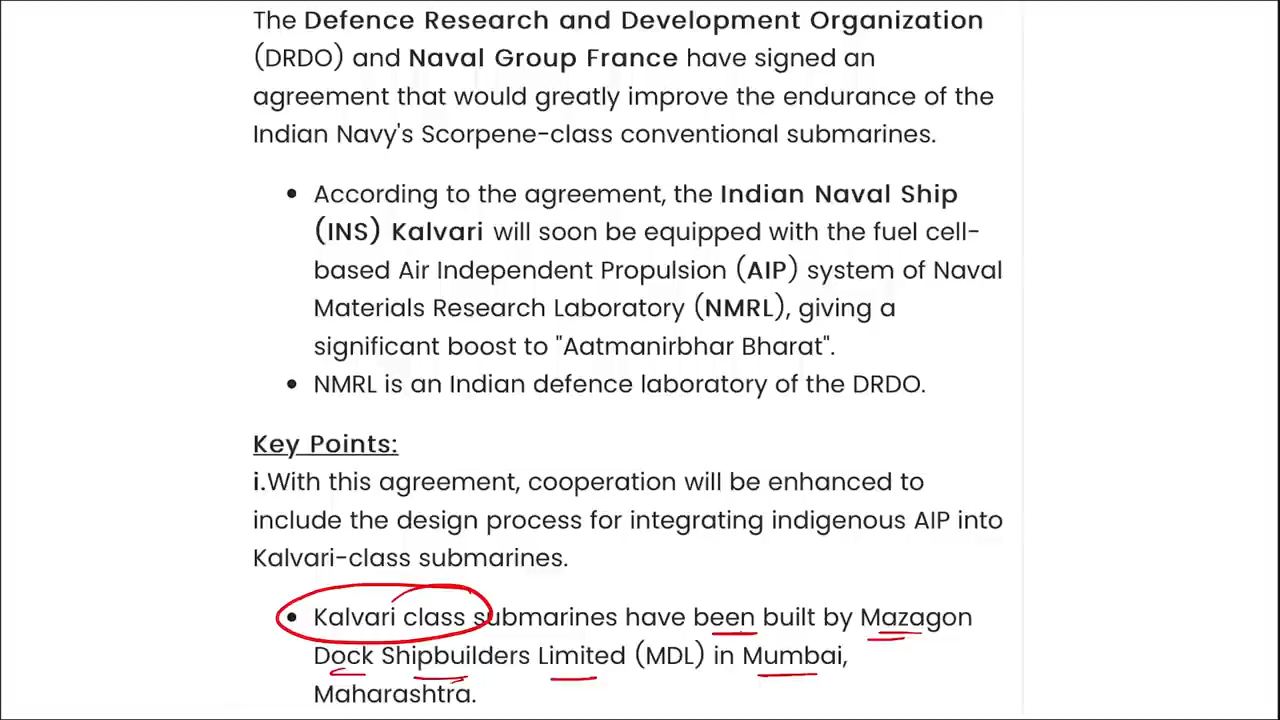 The Defence Research and Development Organization
(DRDO) and Naval Group France have signed an
agreement that would greatly improve the endurance of the
Indian Navy's Scorpene-class conventional submarines.
• According to the agreement, the Indian Naval Ship
(INS) Kalvari will soon be equipped with the fuel cell-
based Air Independent Propulsion (AIP) system of Naval
Materials Research Laboratory (NMRL), giving a
significant boost to "Aatmanirbhar Bharat".
• NMRL is an Indian defence laboratory of the DRDO.
Key Points:
i.With this agreement, cooperation will be enhanced to
include the design process for integrating indigenous AIP into
Kalvari-class submarines.
• Kalvari class submarines have been built by Mazagon
Dock Shipbuilders Limited (MDL) in Mumbai,
Maharashtra.